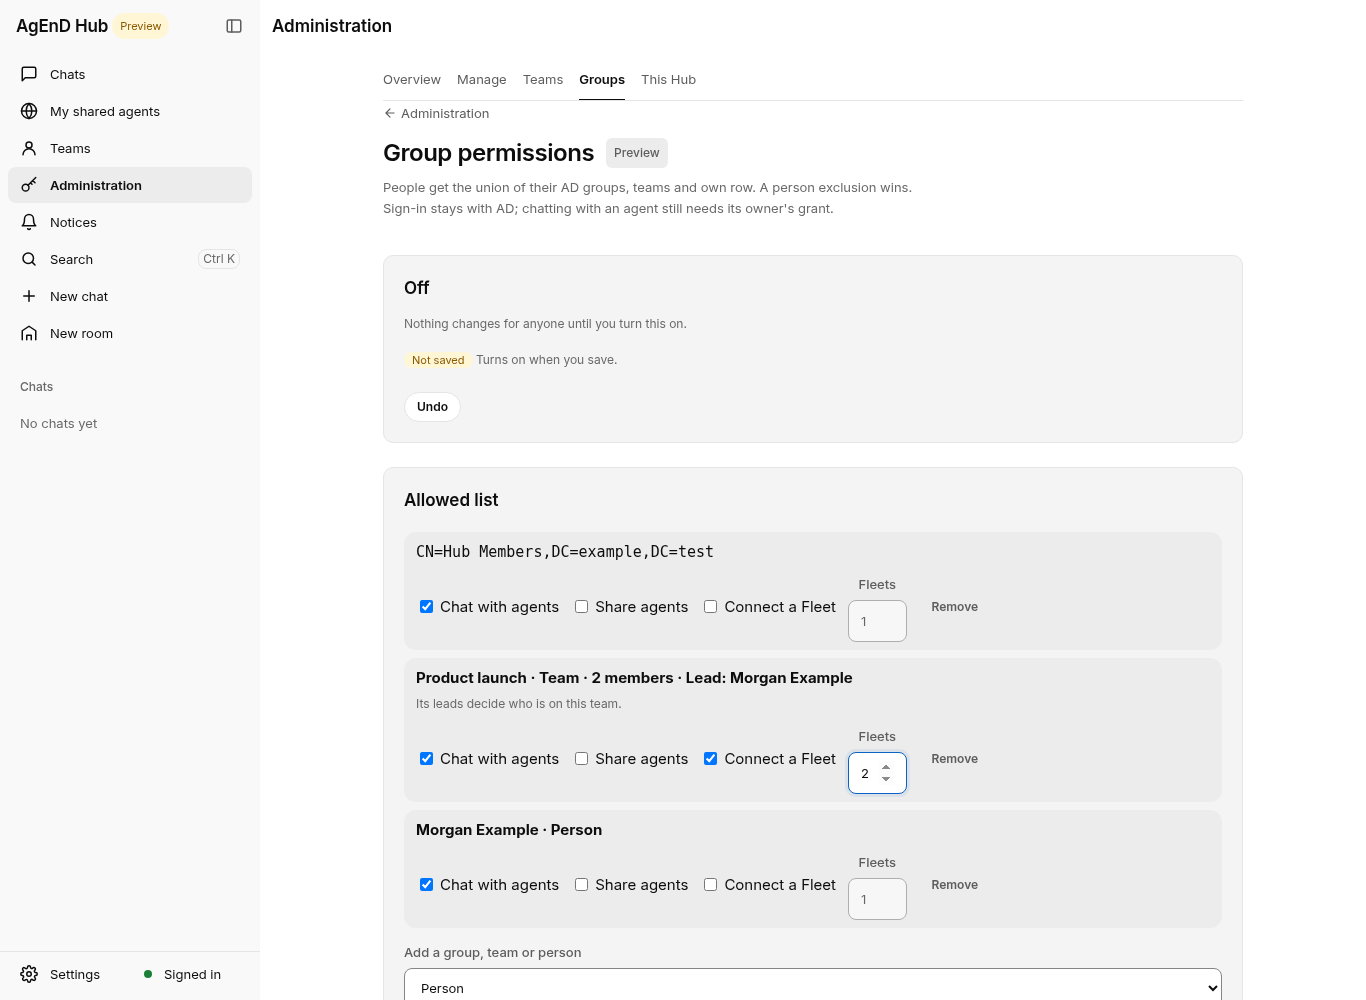 AgEnD Hub Preview
Administration
Chats
My shared agents
Teams
Administration
Notices
Search Ctrl K
New chat
New room
Chats
No chats yet
Settings
Signed in
Overview Manage Teams Groups This Hub
← Administration
Group permissions Preview
People get the union of their AD groups, teams and own row. A person exclusion wins.
Sign-in stays with AD; chatting with an agent still needs its owner's grant.
Off
Nothing changes for anyone until you turn this on.
Not saved Turns on when you save.
Undo
Allowed list
CN=Hub Members,DC=example,DC=test
Fleets
Chat with agents Share agents Connect a Fleet 1 Remove
Product launch · Team · 2 members · Lead: Morgan Example
Its leads decide who is on this team.
Fleets
Chat with agents Share agents Connect a Fleet 2 Remove
Morgan Example · Person
Fleets
Chat with agents Share agents Connect a Fleet 1 Remove
Add a group, team or person
Person